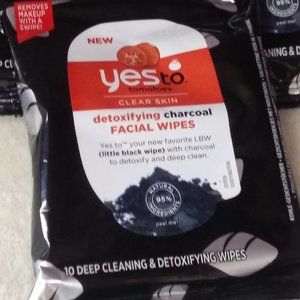 REMOVES
MAKEUP
WITH A
SWIPE!
NEW
yes to
tomatoes
CLEAR SKIN
detoxifying charcoal
FACIAL WIPES
Yes to™ your new favorite LBW
(little black wipe) with charcoal
to detoxify and deep clean.
NATURAL
95%
INGREDIENTS
peel me!
10 DEEP CLEANING & DETOXIFYING WIPES
95%